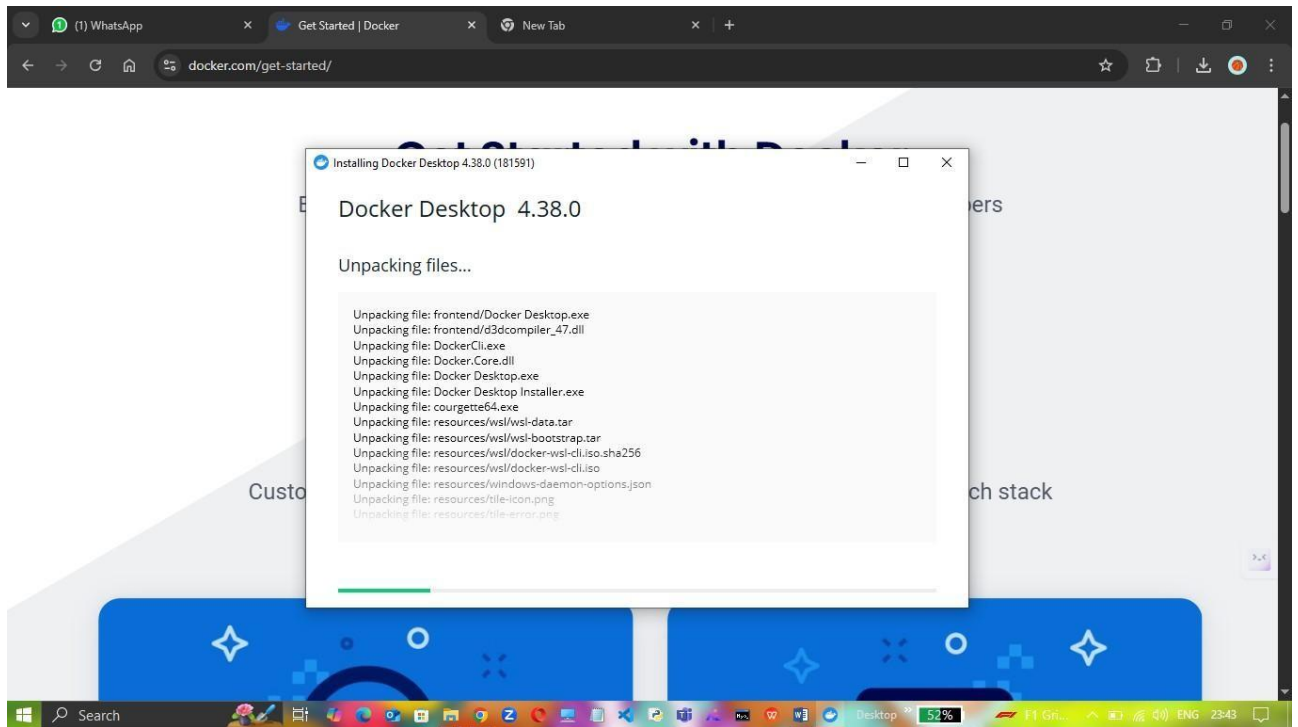 (1) WhatsApp
Get Started | Docker
New Tab
docker.com/get-started/
Installing Docker Desktop 4.38.0 (181591)
Docker Desktop 4.38.0
ers
Unpacking files...
Unpacking file: frontend/Docker Desktop.exe
Unpacking file: frontend/d3dcompiler_47.dll
Unpacking file: DockerCli.exe
Unpacking file: Docker.Core.dll
Unpacking file: Docker Desktop.exe
Unpacking file: Docker Desktop Installer.exe
Unpacking file: courgette64.exe
Unpacking file: resources/wsl/wsl-data.tar
Unpacking file: resources/wsl/wsl-bootstrap.tar
Unpacking file: resources/wsl/docker-wsl-cli.iso.sha256
Unpacking file: resources/wsl/docker-wsl-cli.iso
Unpacking file: resources/windows-daemon-options.json
Unpacking file: resources/tile-icon.png
Unpacking file: resources/tile-error.png
Custo
ch stack
Search
Desktop
52%
F1 Gri...
ENG
23:43